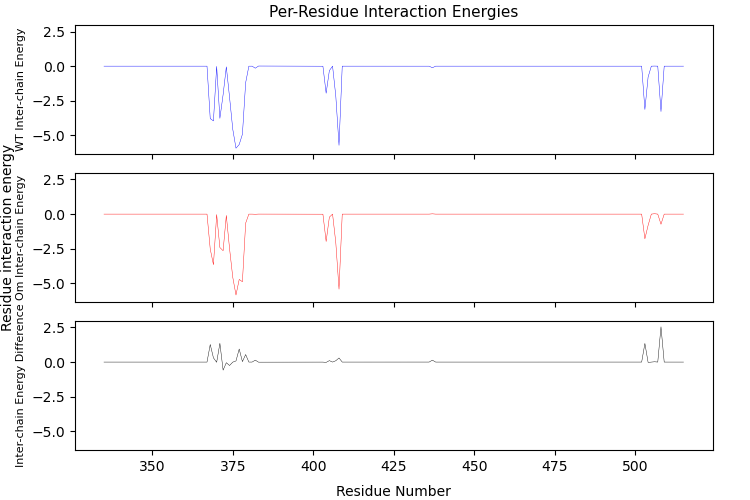 Per-Residue Interaction Energies
Residue interaction energy
WT Inter-chain Energy
2.5
0.0
−2.5
−5.0
Om Inter-chain Energy
2.5
0.0
−2.5
−5.0
Inter-chain Energy Difference
2.5
0.0
−2.5
−5.0
350 375 400 425 450 475 500
Residue Number